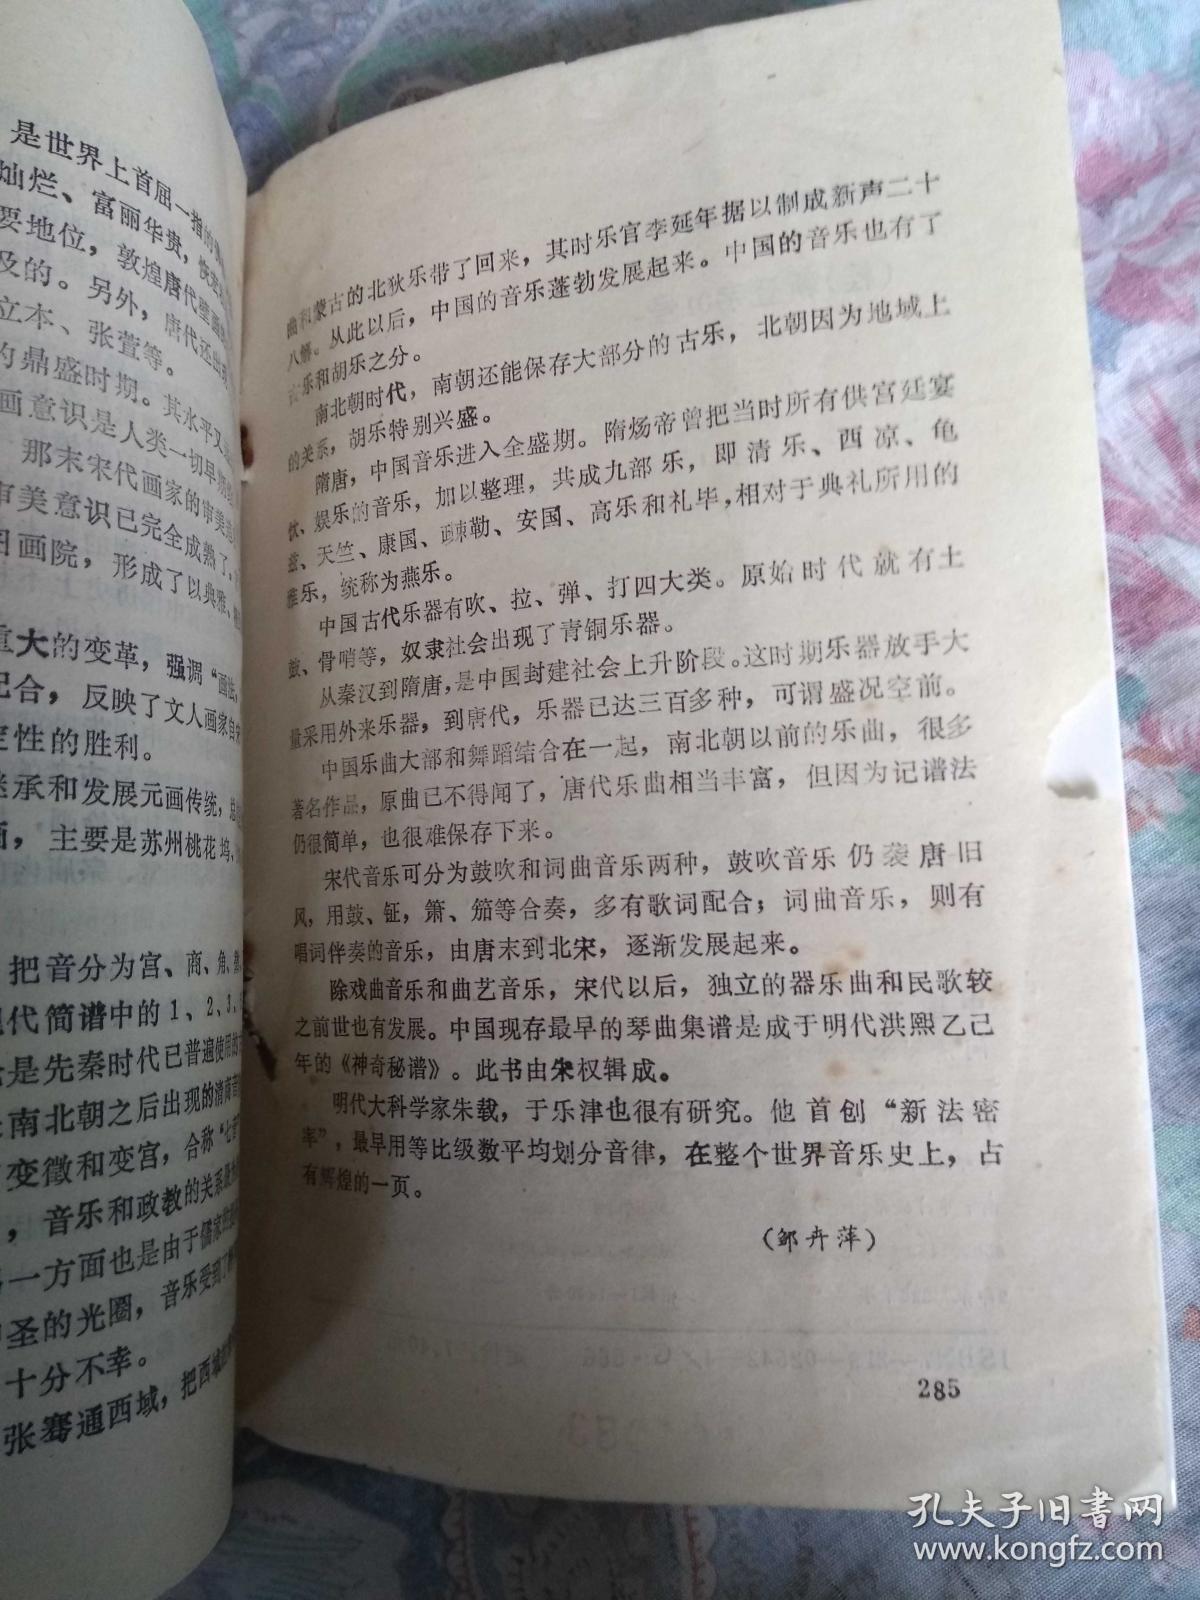 是世界上首屈一指的
灿烂、富丽华贵，恢宏
要地位，敦煌唐代壁画
及的。另外，唐代还出现
立本、张萱等。
的鼎盛时期。其水平又
画意识是人类一切早期
那末宋代画家的审美意
审美意识已完全成熟了。
画院，形成了以典雅、
重大的变革，强调“画法
配合，反映了文人画家自
定性的胜利。
继承和发展元画传统，总
面，主要是苏州桃花坞、
把音分为宫、商、角、
现代简谱中的1、2、3、
是先秦时代已普遍使用的
南北朝之后出现的清商音
变徵和变宫，合称“七音”
，音乐和政教的关系最为
一方面也是由于儒家
神圣的光圈，音乐受到了
十分不幸。
张骞通西域，把西域
曲和蒙古的北狄乐带了回来，其时乐官李延年据以制成新声二十
八解。从此以后，中国的音乐蓬勃发展起来。中国的音乐也有了
古乐和胡乐之分。
南北朝时代，南朝还能保存大部分的古乐，北朝因为地域上
的关系，胡乐特别兴盛。
隋唐，中国音乐进入全盛期。隋炀帝曾把当时所有供宫廷宴
饮、娱乐的音乐，加以整理，共成九部乐，即清乐、西凉、龟
兹、天竺、康国、疎勒、安国、高乐和礼毕，相对于典礼所用的
雅乐，统称为燕乐。
中国古代乐器有吹、拉、弹、打四大类。原始时代就有土
鼓、骨哨等，奴隶社会出现了青铜乐器。
从秦汉到隋唐，是中国封建社会上升阶段。这时期乐器放手大
量采用外来乐器，到唐代，乐器已达三百多种，可谓盛况空前。
中国乐曲大部和舞蹈结合在一起，南北朝以前的乐曲，很多
著名作品，原曲已不得闻了，唐代乐曲相当丰富，但因为记谱法
仍很简单，也很难保存下来。
宋代音乐可分为鼓吹和词曲音乐两种，鼓吹音乐仍袭唐旧
风，用鼓、钲，箫、笳等合奏，多有歌词配合；词曲音乐，则有
唱词伴奏的音乐，由唐末到北宋，逐渐发展起来。
除戏曲音乐和曲艺音乐，宋代以后，独立的器乐曲和民歌较
之前世也有发展。中国现存最早的琴曲集谱是成于明代洪熙乙己
年的《神奇秘谱》。此书由朱权辑成。
明代大科学家朱载，于乐津也很有研究。他首创“新法密
率”，最早用等比级数平均划分音律，在整个世界音乐史上，占
有辉煌的一页。
（邹卉萍）
285
孔夫子旧书网
www.kongfz.com